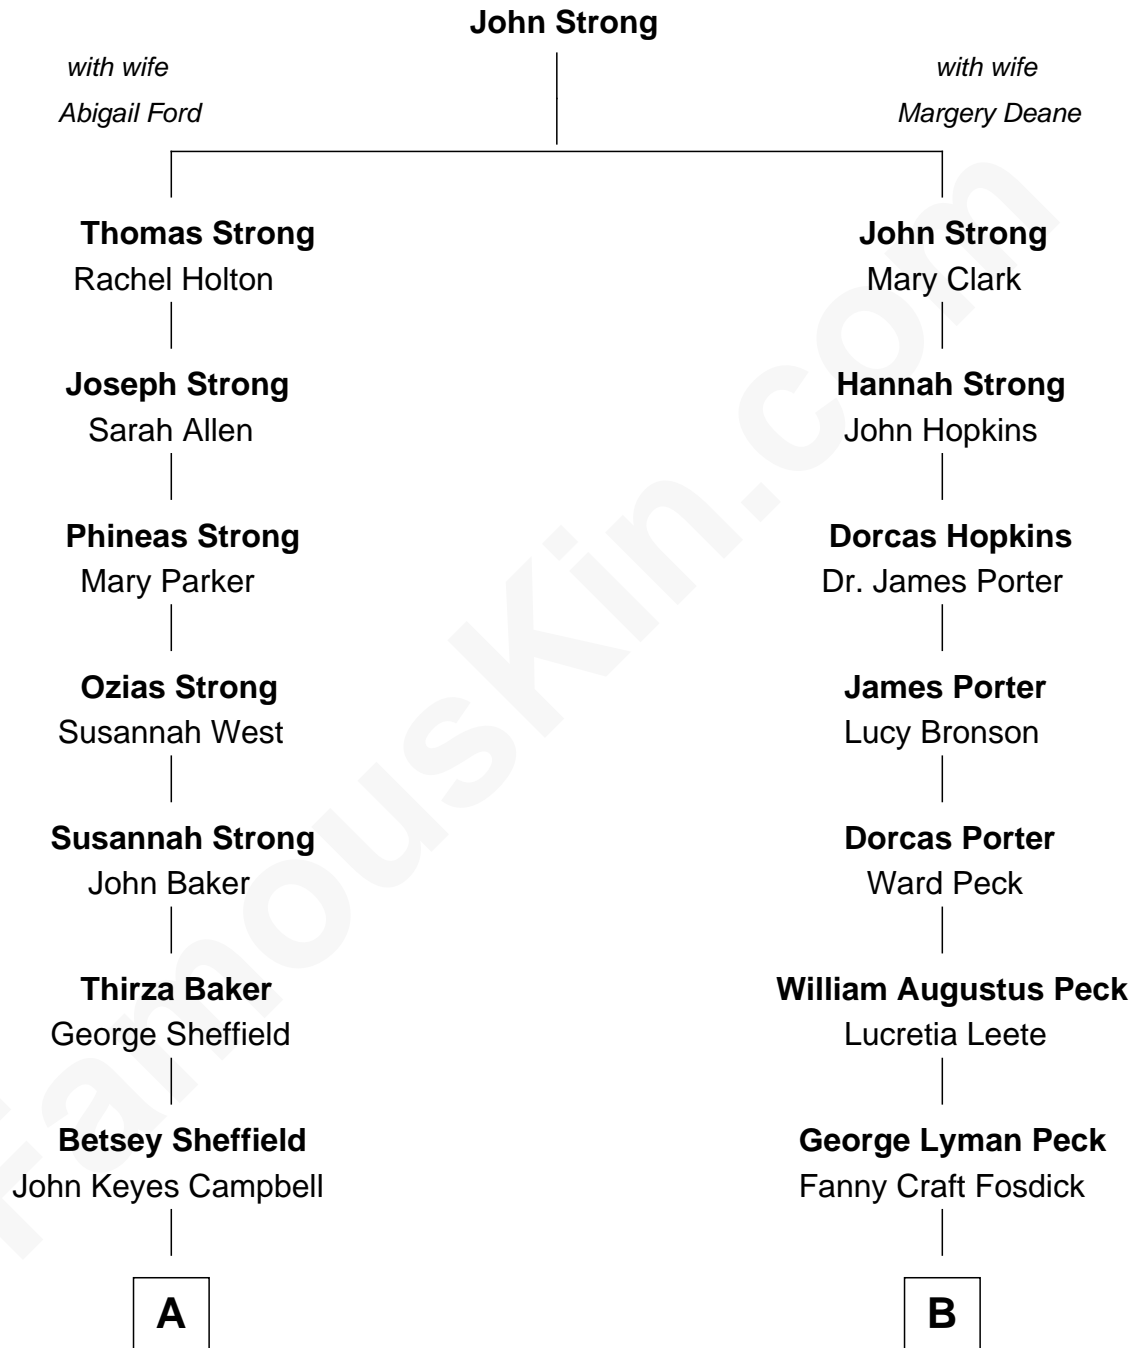 John Strong
with wife
Abigail Ford
with wife
Margery Deane
Thomas Strong
Rachel Holton
John Strong
Mary Clark
Joseph Strong
Sarah Allen
Hannah Strong
John Hopkins
Phineas Strong
Mary Parker
Dorcas Hopkins
Dr. James Porter
Ozias Strong
Susannah West
James Porter
Lucy Bronson
Susannah Strong
John Baker
Dorcas Porter
Ward Peck
Thirza Baker
George Sheffield
William Augustus Peck
Lucretia Leete
Betsey Sheffield
John Keyes Campbell
George Lyman Peck
Fanny Craft Fosdick
A
B
FamousKin.com